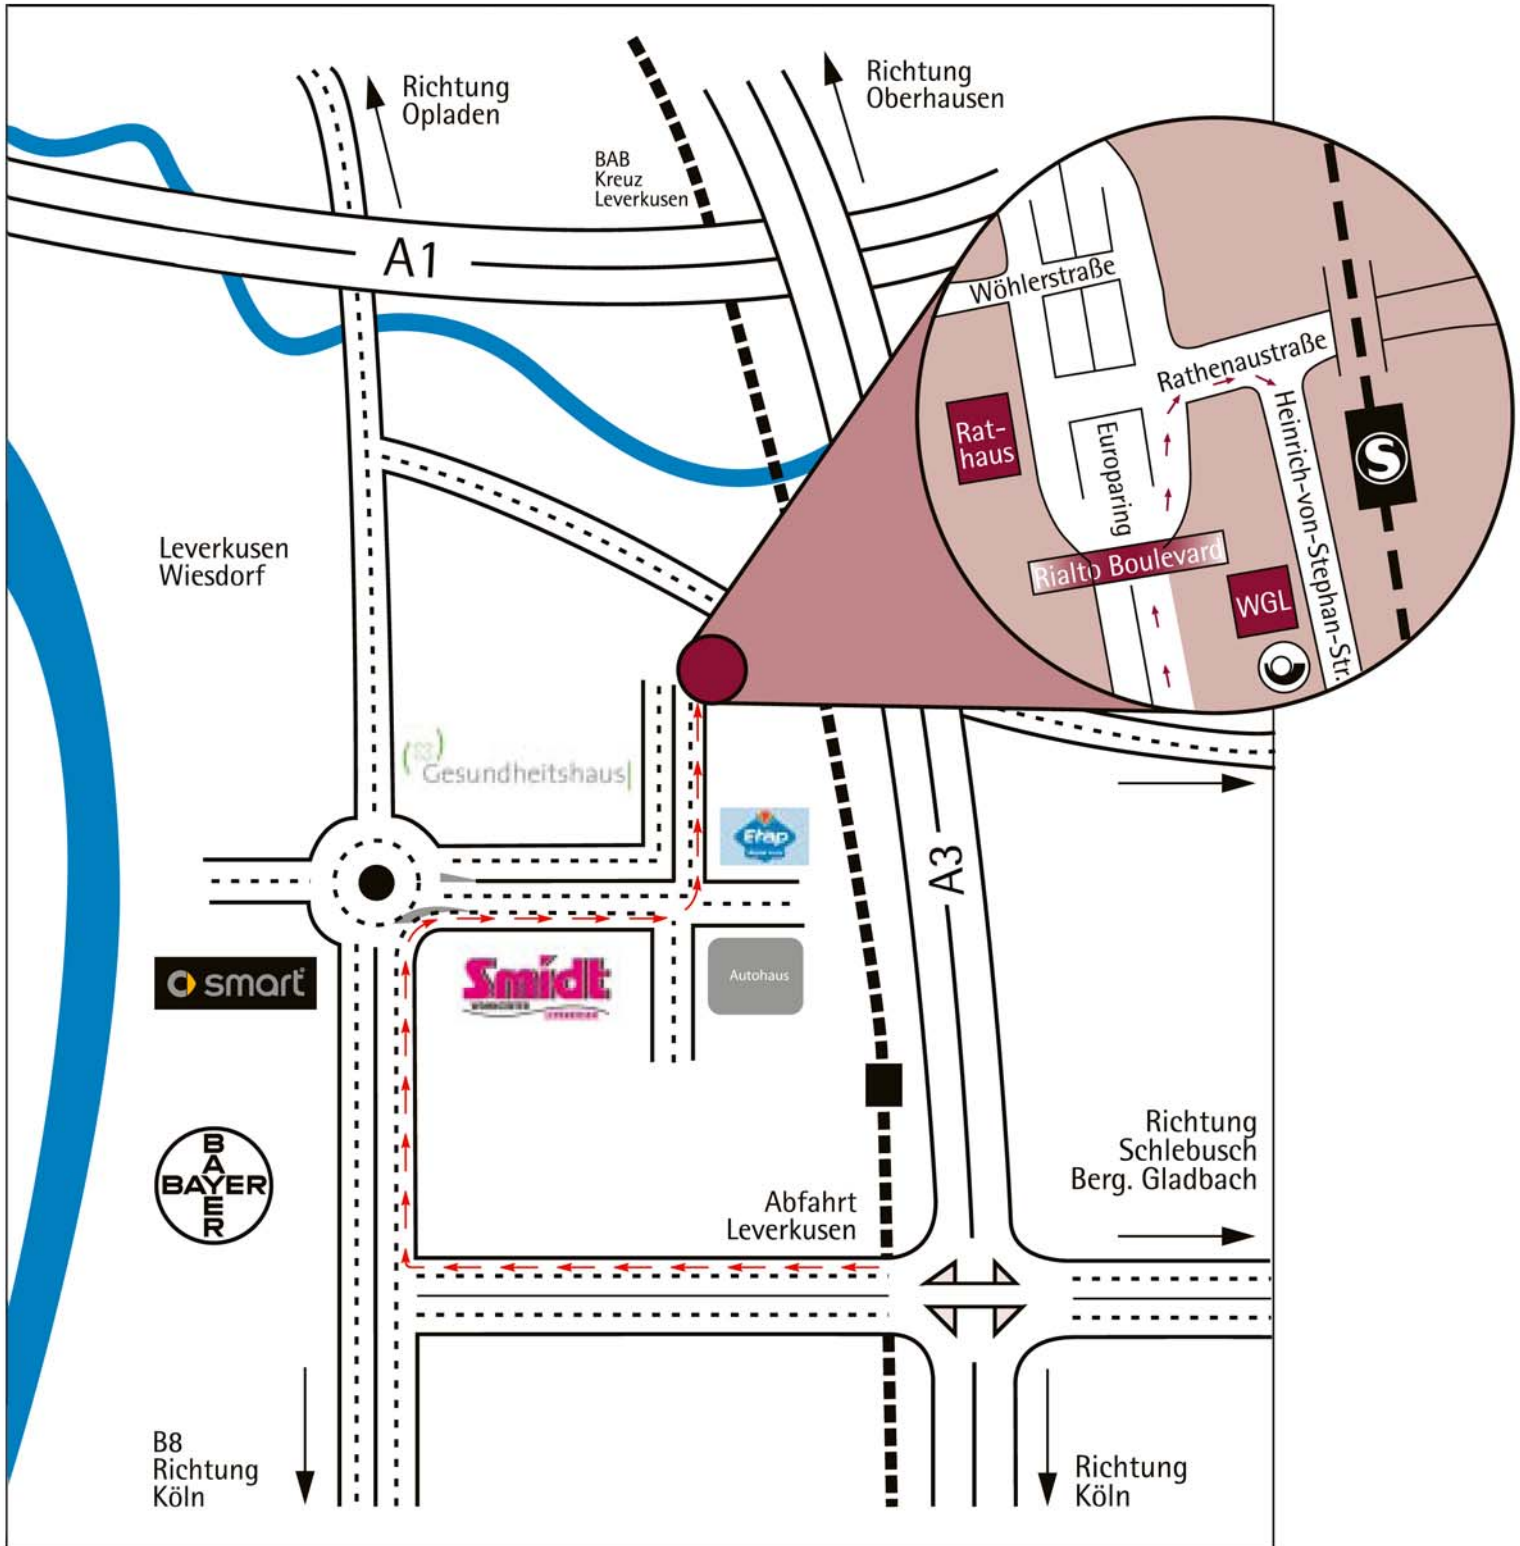 Richtung
Opladen
Richtung
Oberhausen
BAB
Kreuz
Leverkusen
A1
Wöhlerstraße
Rathenaustraße
Rat-
haus
Europaring
Heinrich-von-Stephan-Str.
S
Rialto Boulevard
WGL
Leverkusen
Wiesdorf
Gesundheitshaus
Etap
A3
smart
Smidt
Autohaus
BAYER
BAYER
Richtung
Schlebusch
Berg. Gladbach
Abfahrt
Leverkusen
B8
Richtung
Köln
Richtung
Köln